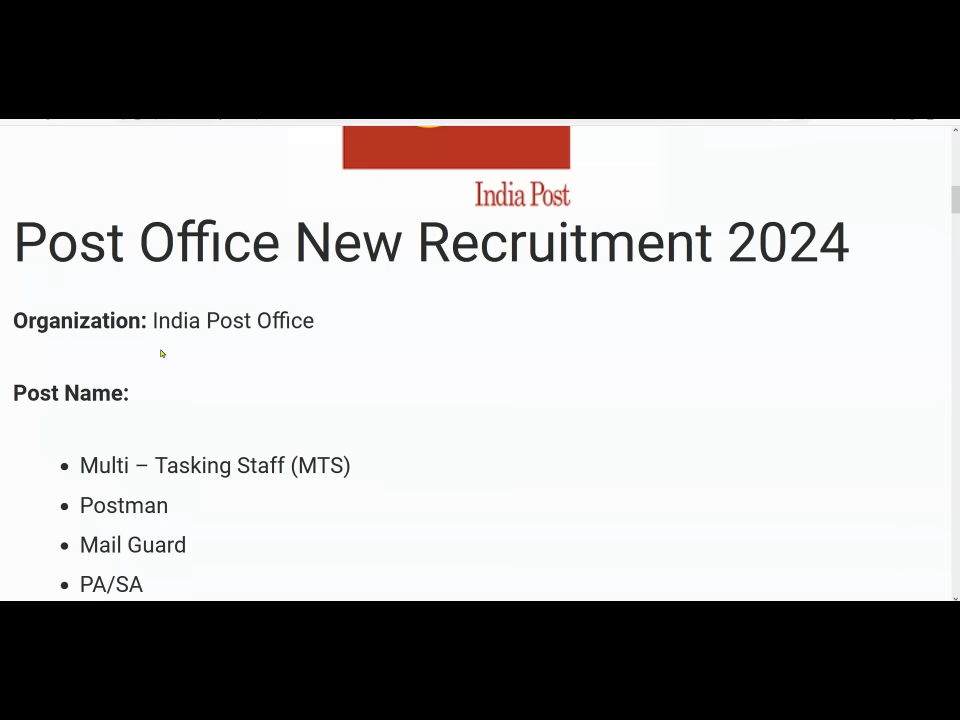 India Post
Post Office New Recruitment 2024
Organization: India Post Office
Post Name:
• Multi – Tasking Staff (MTS)
• Postman
• Mail Guard
• PA/SA